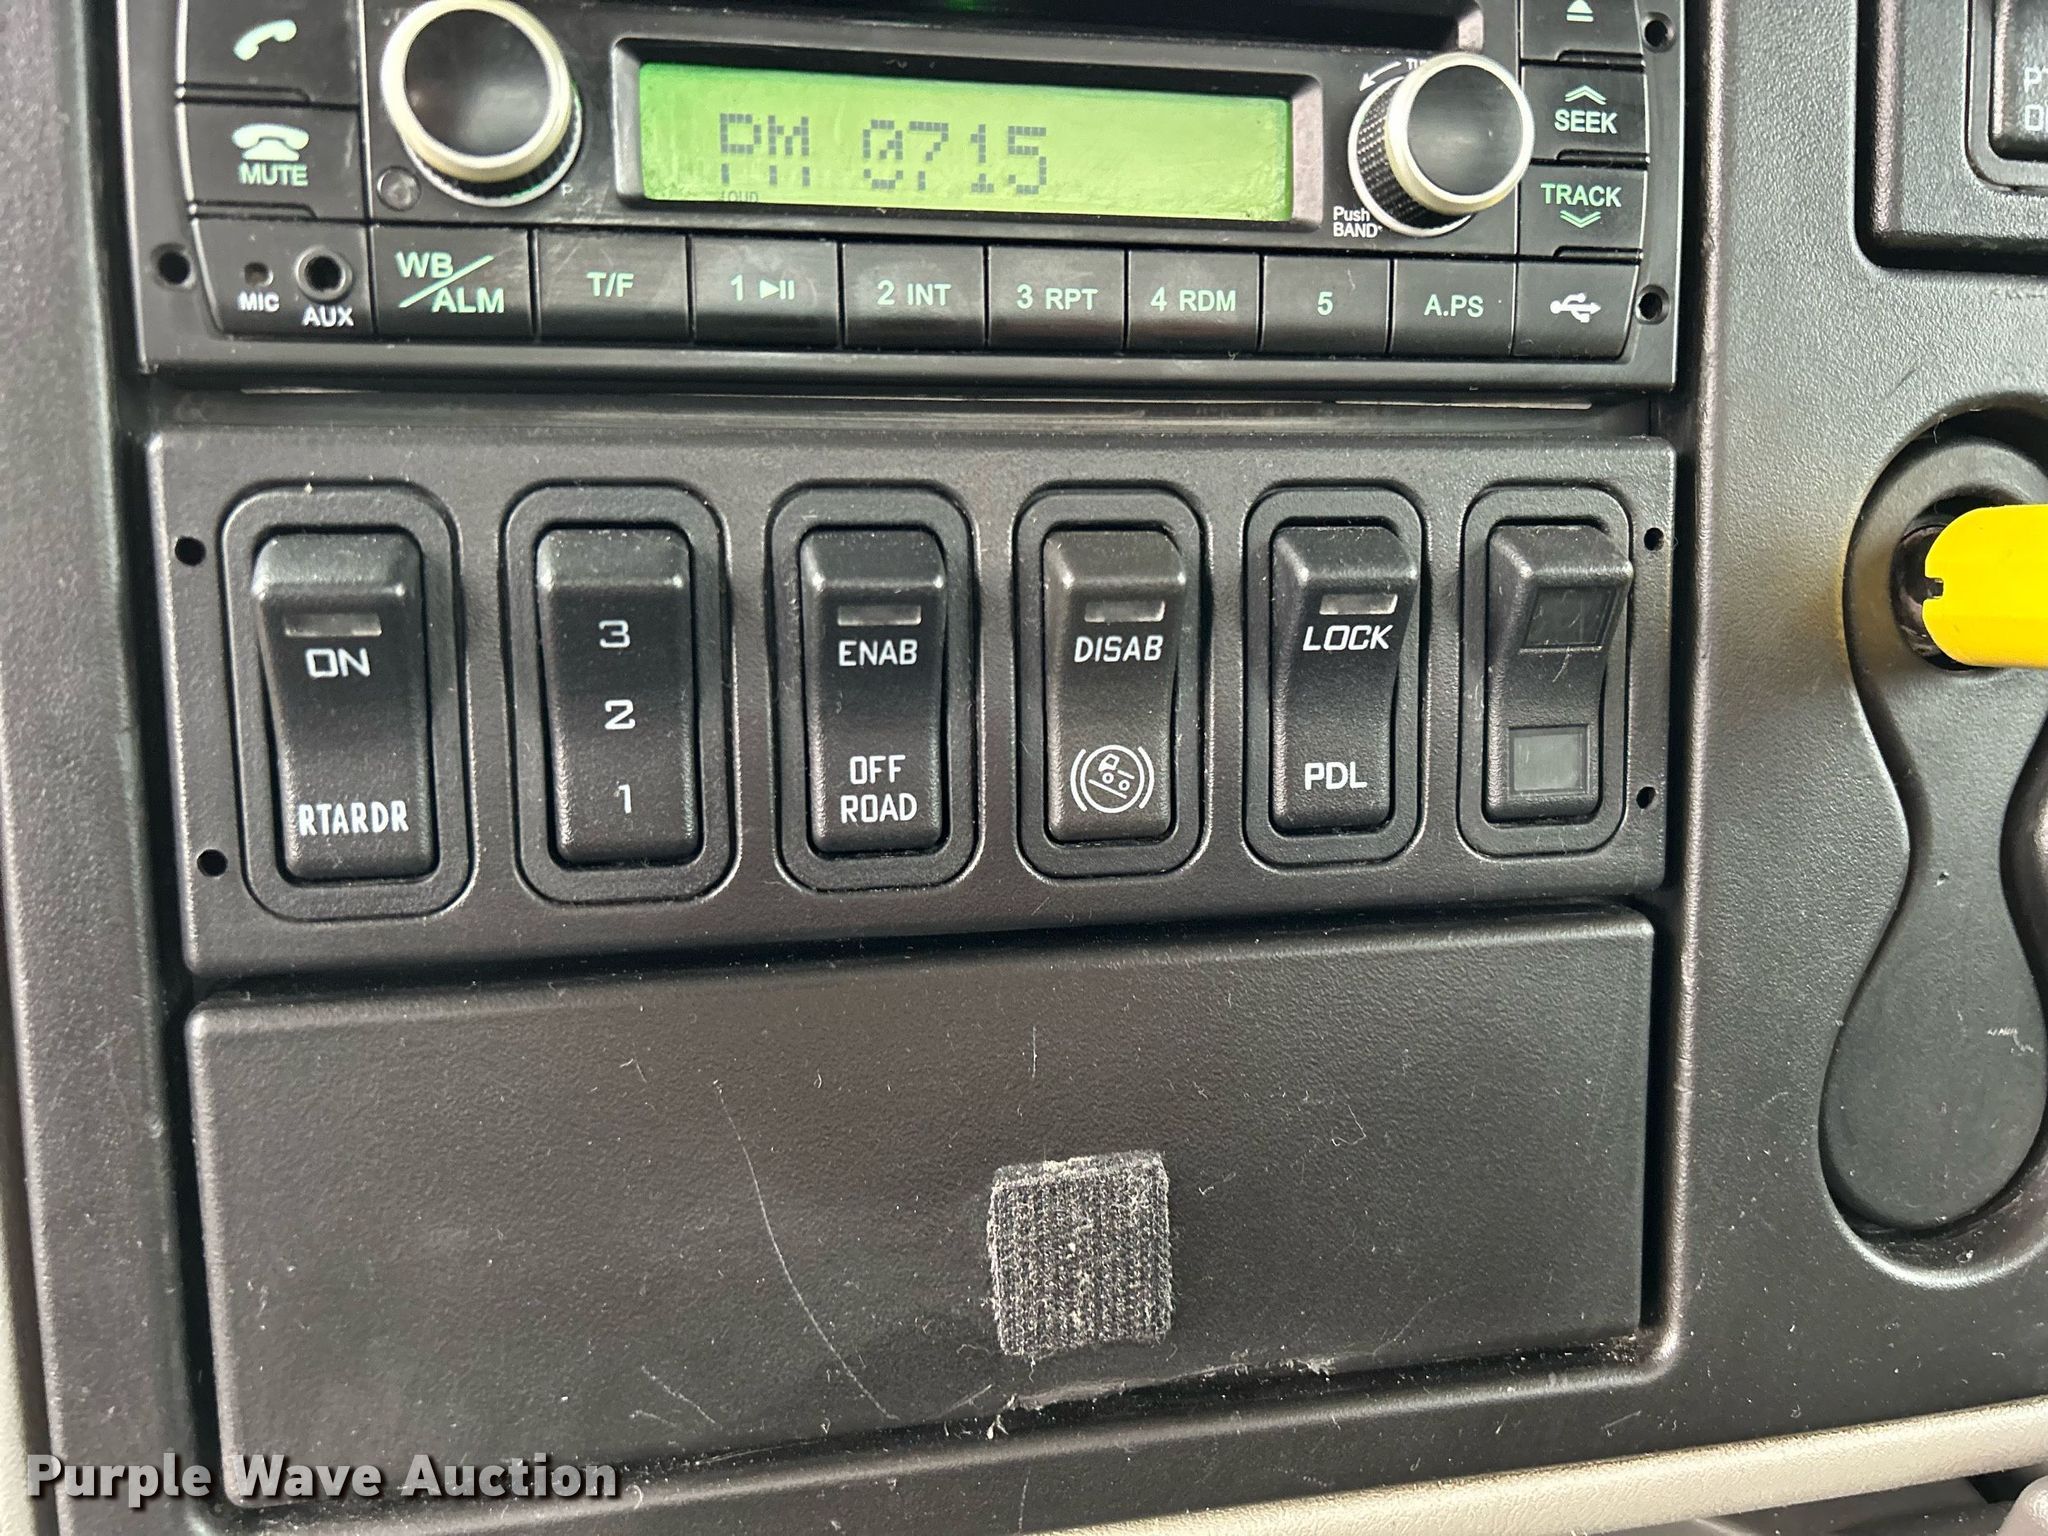 PM 0715
LOUD
MUTE
MIC
AUX
WB/ALM
T/F
1
2 INT
3 RPT
4 RDM
5
A.PS
Push
BAND
SEEK
TRACK
ON
RTARDR
3
2
1
ENAB
OFF
ROAD
DISAB
LOCK
PDL
Purple Wave Auction